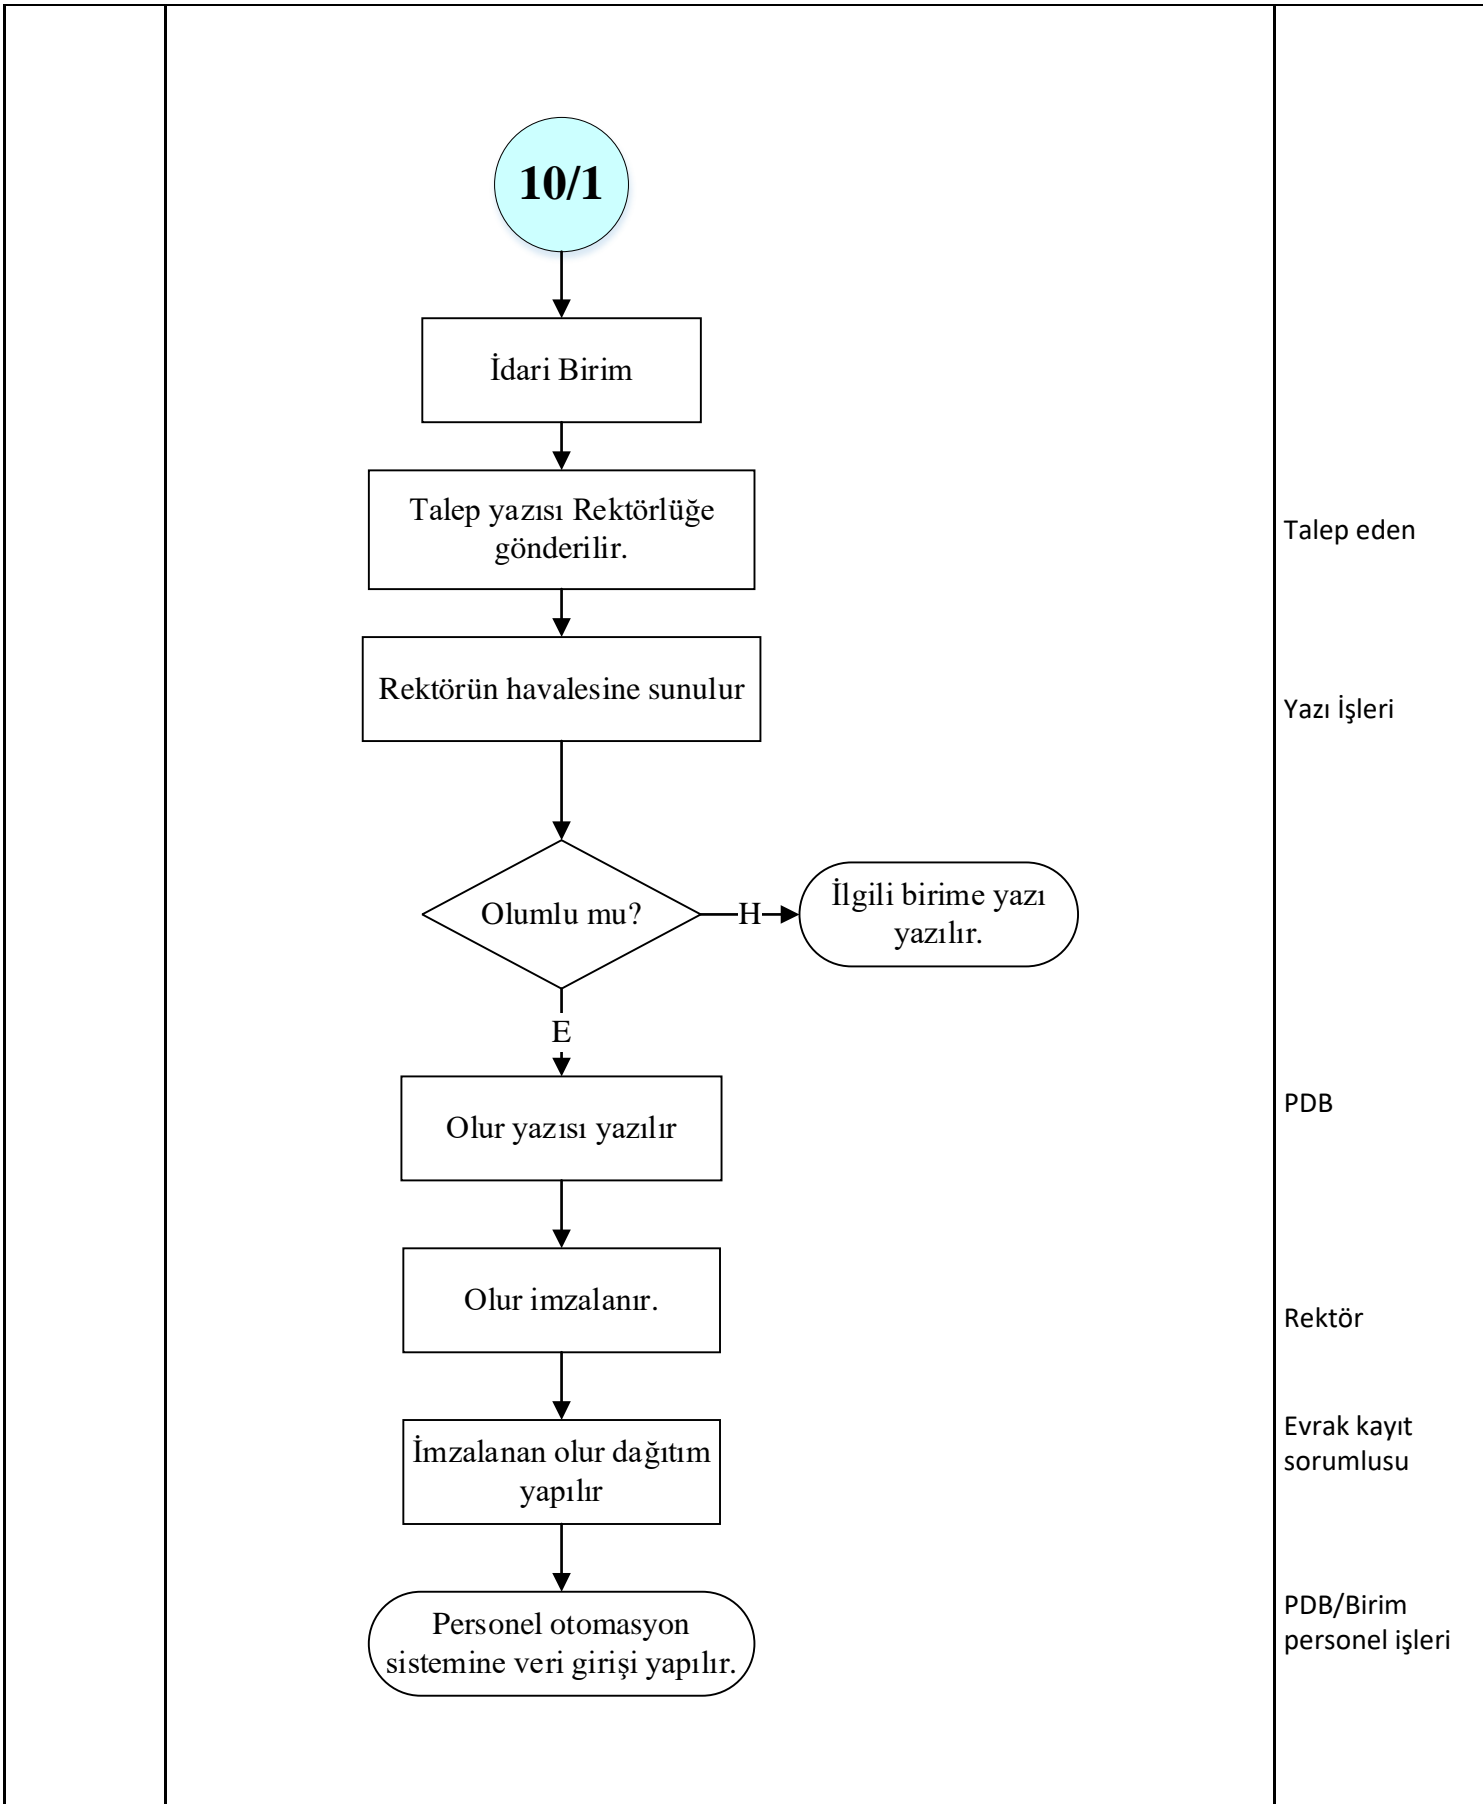 10/1
İdari Birim
Talep yazısı Rektörlüğe
gönderilir.
Talep eden
Rektörün havalesine sunulur
Yazı İşleri
Olumlu mu?
H
İlgili birime yazı
yazılır.
E
Olur yazısı yazılır
PDB
Olur imzalanır.
Rektör
İmzalanan olur dağıtım
yapılır
Evrak kayıt
sorumlusu
Personel otomasyon
sistemine veri girişi yapılır.
PDB/Birim
personel işleri